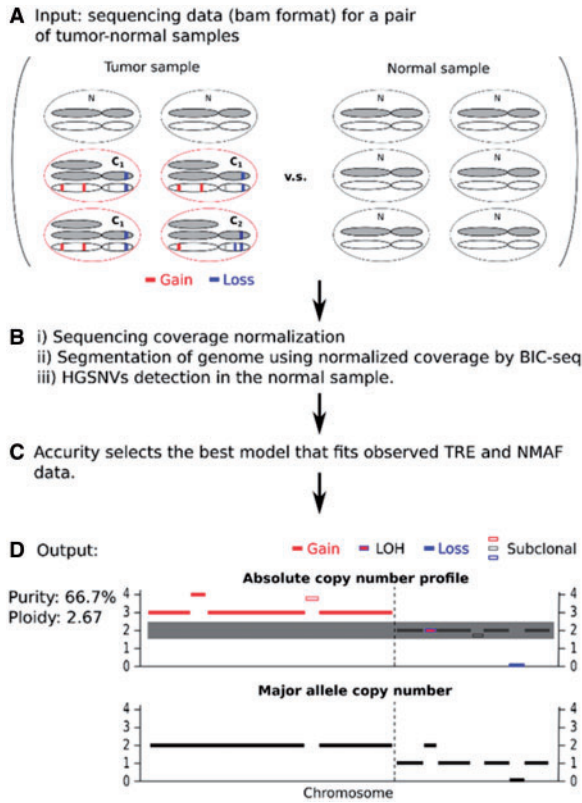 A Input: sequencing data (bam format) for a pair
of tumor-normal samples
Tumor sample
Normal sample
N N N N
C1 C1 N N
v.s.
C1 C2 N N
Gain Loss
B i) Sequencing coverage normalization
ii) Segmentation of genome using normalized coverage by BIC-seq
iii) HGSNVs detection in the normal sample.
C Accurity selects the best model that fits observed TRE and NMAF
data.
D Output:
Gain LOH Loss Subclonal
Absolute copy number profile
Purity: 66.7%
Ploidy: 2.67
4 4
3 3
2 2
1 1
0 0
Major allele copy number
4 4
3 3
2 2
1 1
0 0
Chromosome